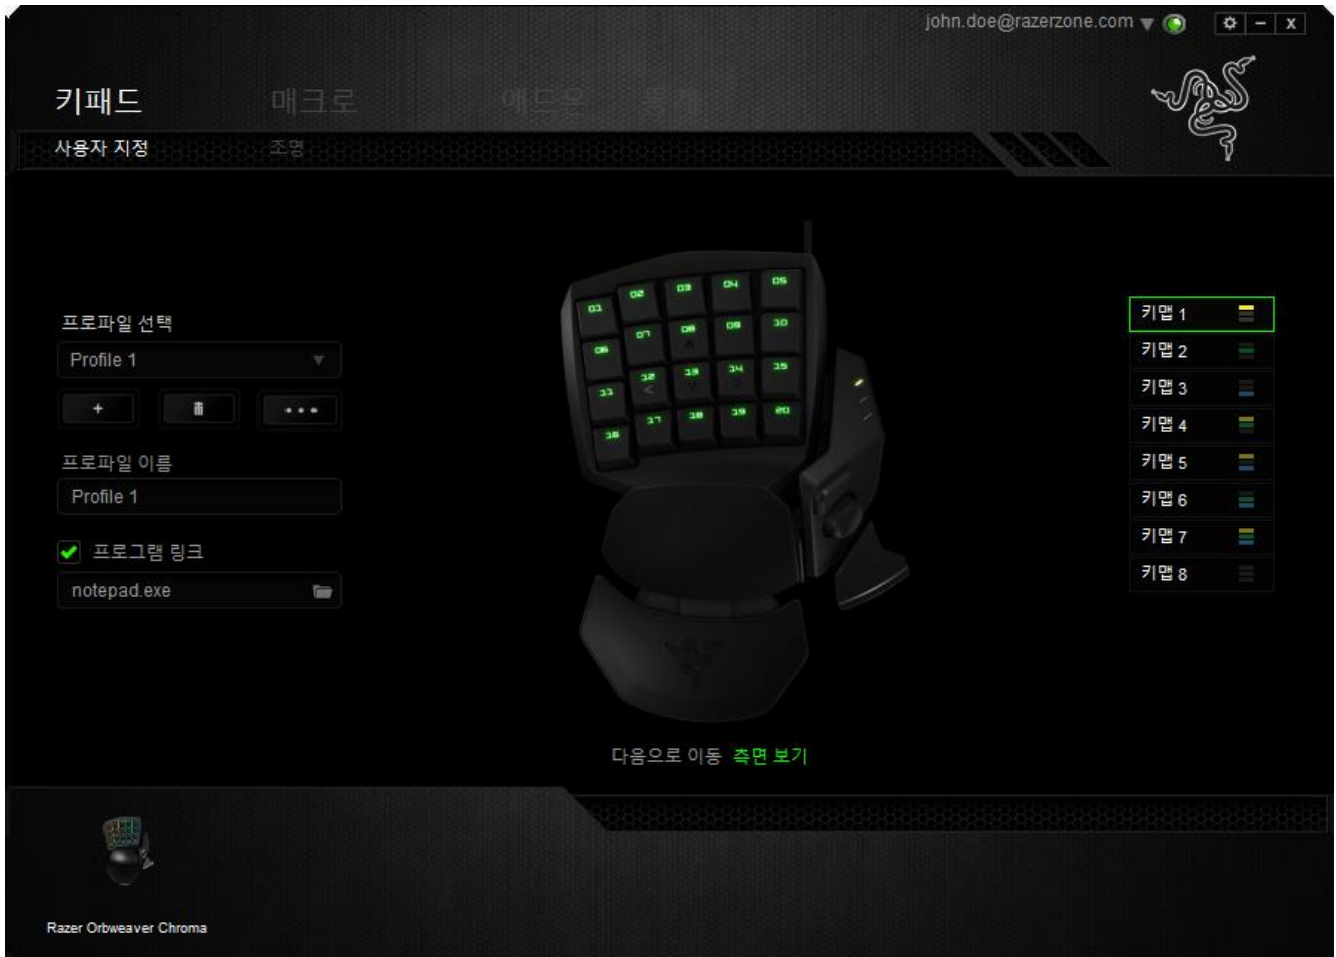 john.doe@razerzone.com
키패드 매크로 애드온 통계
사용자 지정 조명
프로파일 선택
Profile 1
프로파일 이름
Profile 1
프로그램 링크
notepad.exe
01 02 03 04 05
06 07 08 09 10
11 12 13 14 15
16 17 18 19 20
키맵 1
키맵 2
키맵 3
키맵 4
키맵 5
키맵 6
키맵 7
키맵 8
다음으로 이동 측면 보기
Razer Orbweaver Chroma